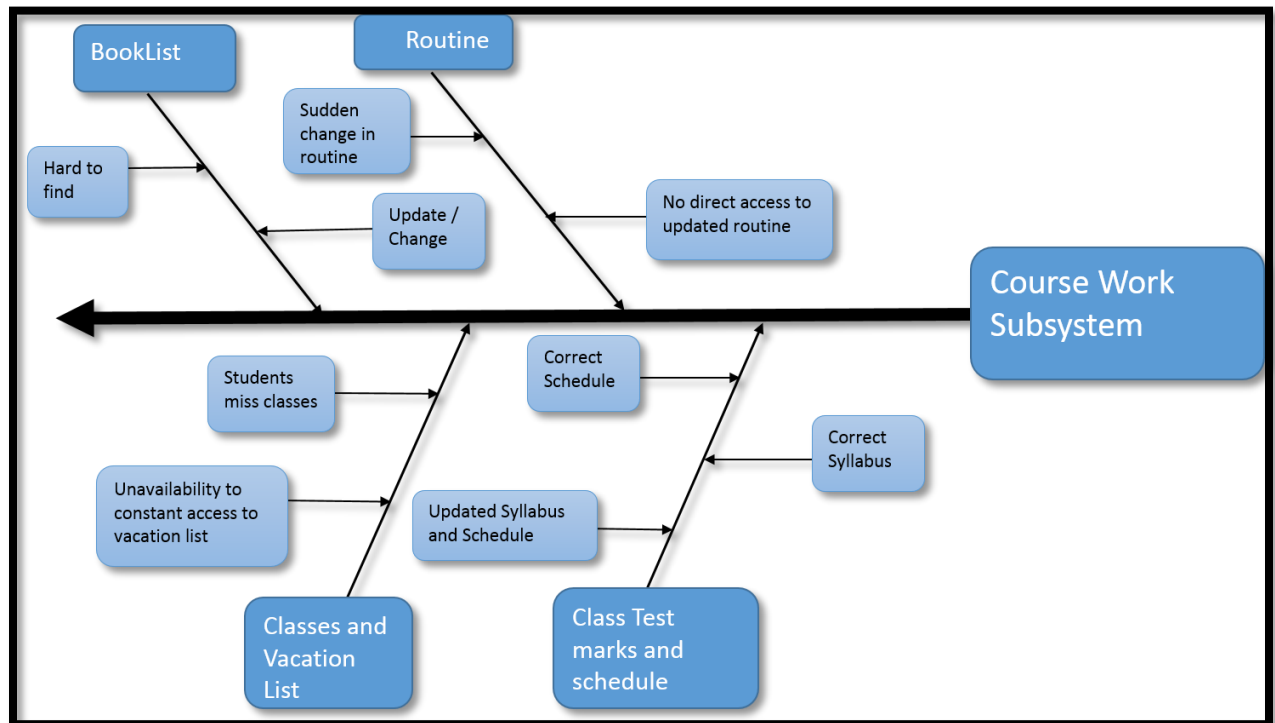 BookList
Routine
Sudden
change in
routine
Hard to
find
Update /
Change
No direct access to
updated routine
Course Work
Subsystem
Students
miss classes
Correct
Schedule
Correct
Syllabus
Unavailability to
constant access to
vacation list
Updated Syllabus
and Schedule
Classes and
Vacation
List
Class Test
marks and
schedule